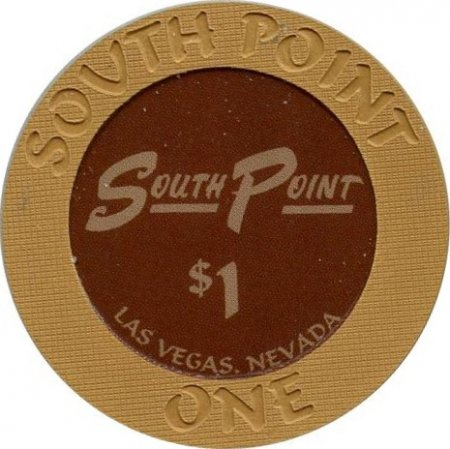 SOUTH POINT
SOUTH POINT
$1
LAS VEGAS, NEVADA
ONE